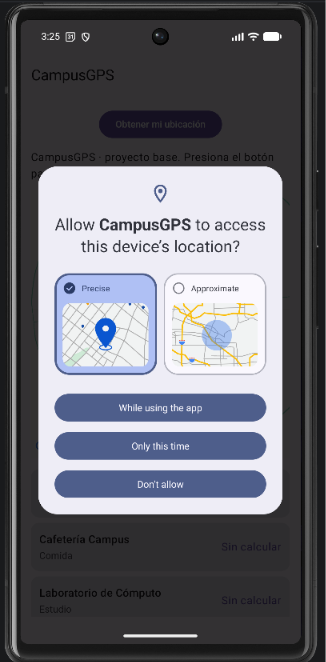 3:25
CampusGPS
Obtener mi ubicación
CampusGPS - proyecto base. Presiona el botón
Allow CampusGPS to access
this device's location?
Precise
Approximate
While using the app
Only this time
Don't allow
Cafetería Campus
Comida
Sin calcular
Laboratorio de Cómputo
Estudio
Sin calcular